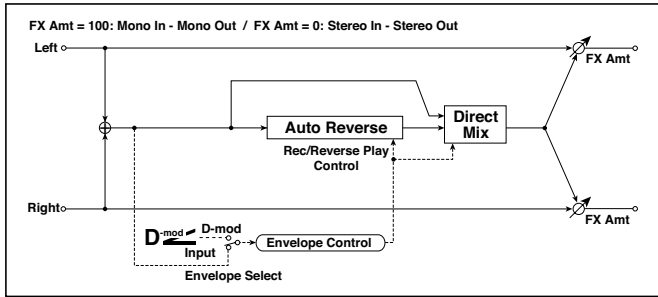 FX Amt = 100: Mono In - Mono Out / FX Amt = 0: Stereo In - Stereo Out
Left
FX Amt
Auto Reverse
Direct
Mix
Rec/Reverse Play
Control
Right
FX Amt
D-mod
D-mod
Input
Envelope Control
Envelope Select